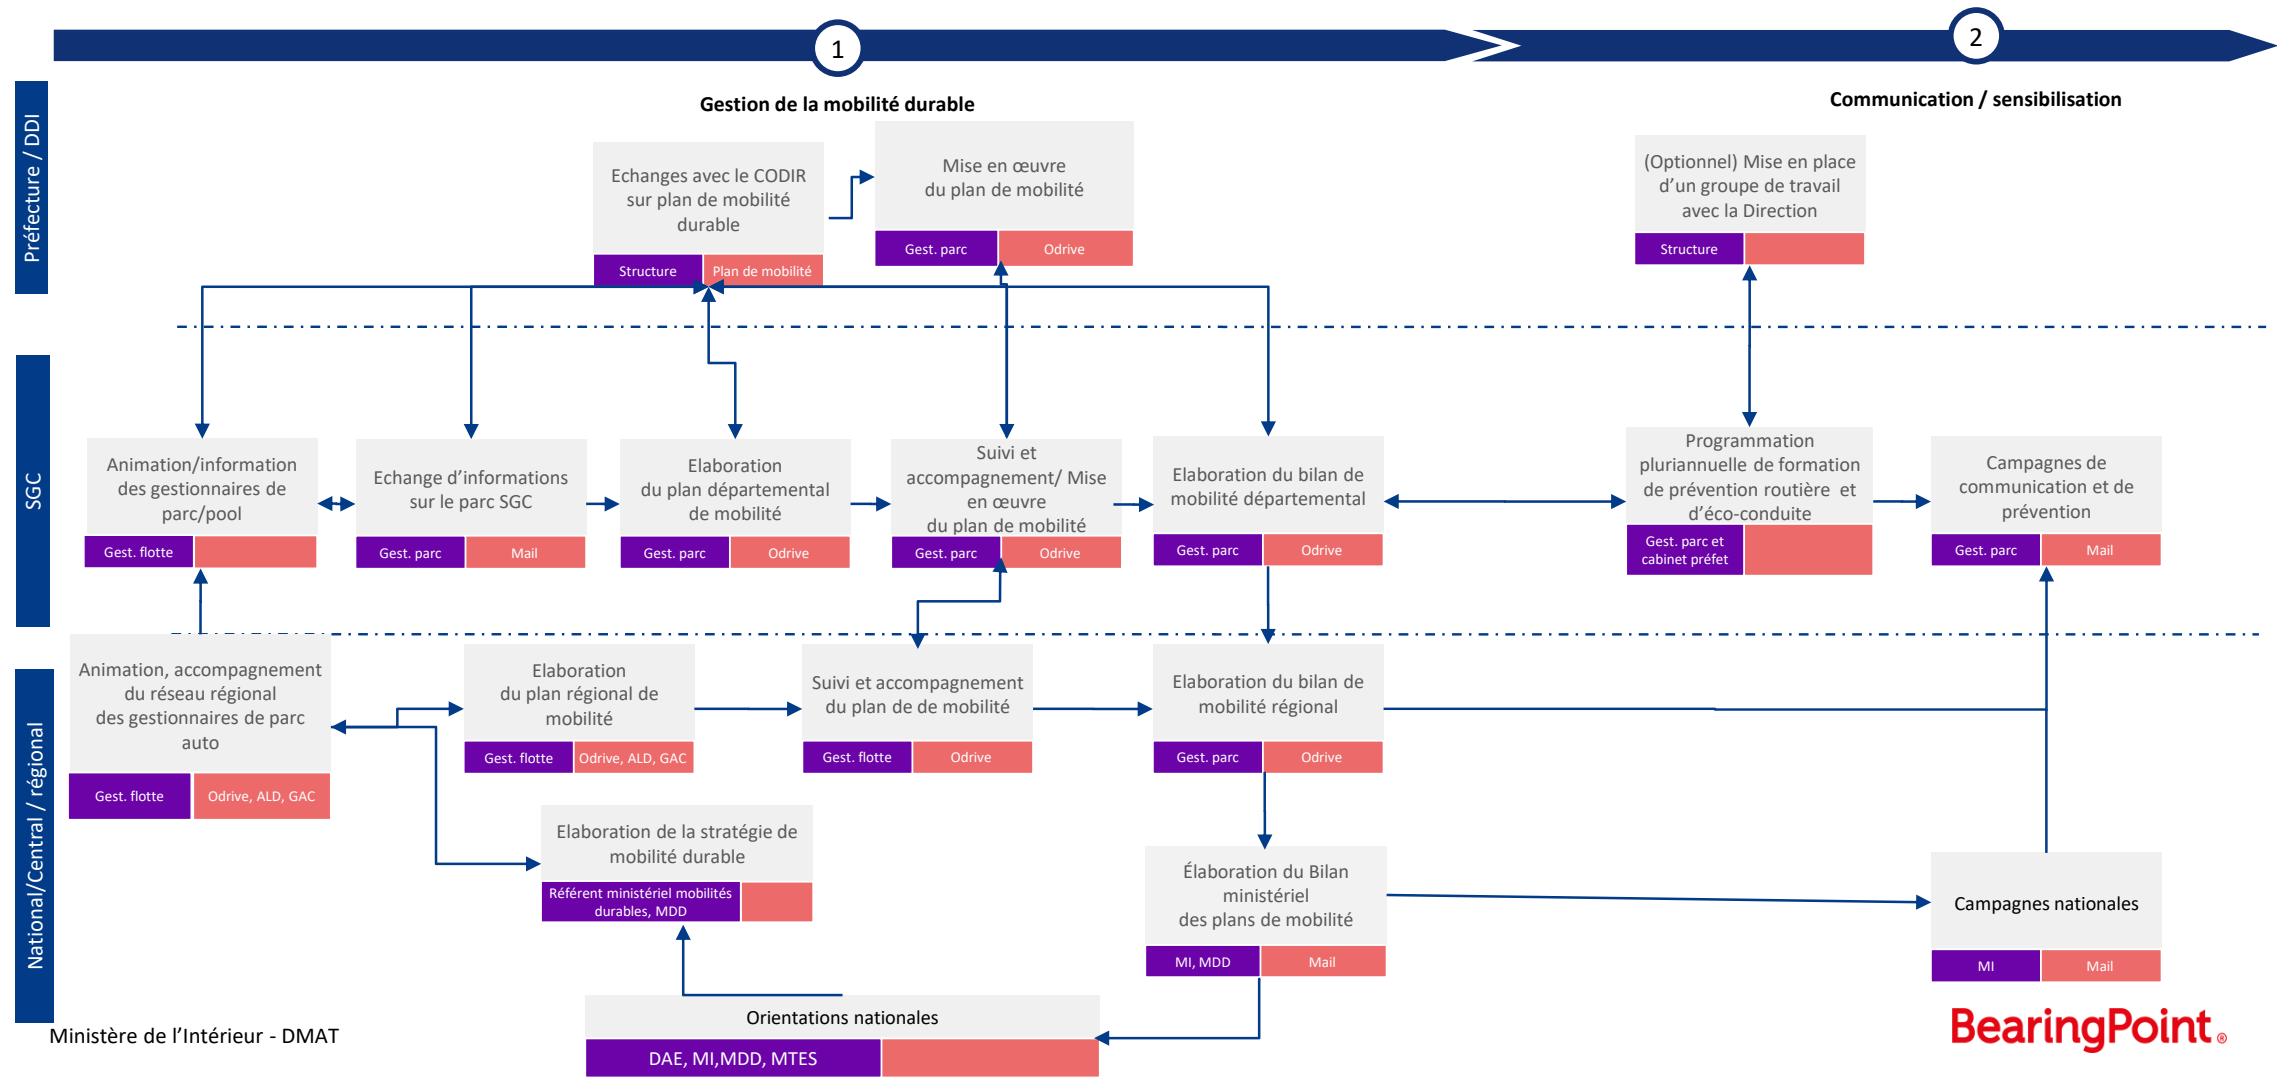 1
2
Gestion de la mobilité durable
Communication / sensibilisation
Préfecture / DDI
Echanges avec le CODIR
sur plan de mobilité
durable
Structure
Plan de mobilité
Mise en œuvre
du plan de mobilité
Gest. parc
Odrive
(Optionnel) Mise en place
d’un groupe de travail
avec la Direction
Structure
SGC
Animation/information
des gestionnaires de
parc/pool
Gest. flotte
Echange d’informations
sur le parc SGC
Gest. parc
Mail
Elaboration
du plan départemental
de mobilité
Gest. parc
Odrive
Suivi et
accompagnement/ Mise
en œuvre
du plan de mobilité
Gest. parc
Odrive
Elaboration du bilan de
mobilité départemental
Gest. parc
Odrive
Programmation
pluriannuelle de formation
de prévention routière et
d’éco-conduite
Gest. parc et
cabinet préfet
Campagnes de
communication et de
prévention
Gest. parc
Mail
National/Central / régional
Animation, accompagnement
du réseau régional
des gestionnaires de parc
auto
Gest. flotte
Odrive, ALD, GAC
Elaboration
du plan régional de
mobilité
Gest. flotte
Odrive, ALD, GAC
Suivi et accompagnement
du plan de de mobilité
Gest. flotte
Odrive
Elaboration du bilan de
mobilité régional
Gest. parc
Odrive
Elaboration de la stratégie de
mobilité durable
Référent ministériel mobilités
durables, MDD
Élaboration du Bilan
ministériel
des plans de mobilité
MI, MDD
Mail
Campagnes nationales
MI
Mail
Orientations nationales
DAE, MI,MDD, MTES
Ministère de l’Intérieur - DMAT
BearingPoint®